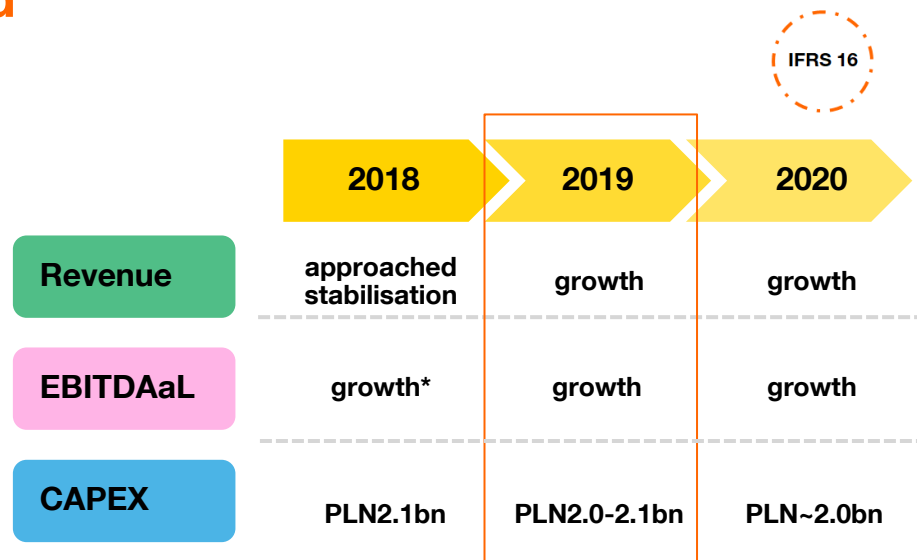 IFRS 16
2018 2019 2020
Revenue approached stabilisation growth growth
EBITDAaL growth* growth growth
CAPEX PLN2.1bn PLN2.0-2.1bn PLN~2.0bn